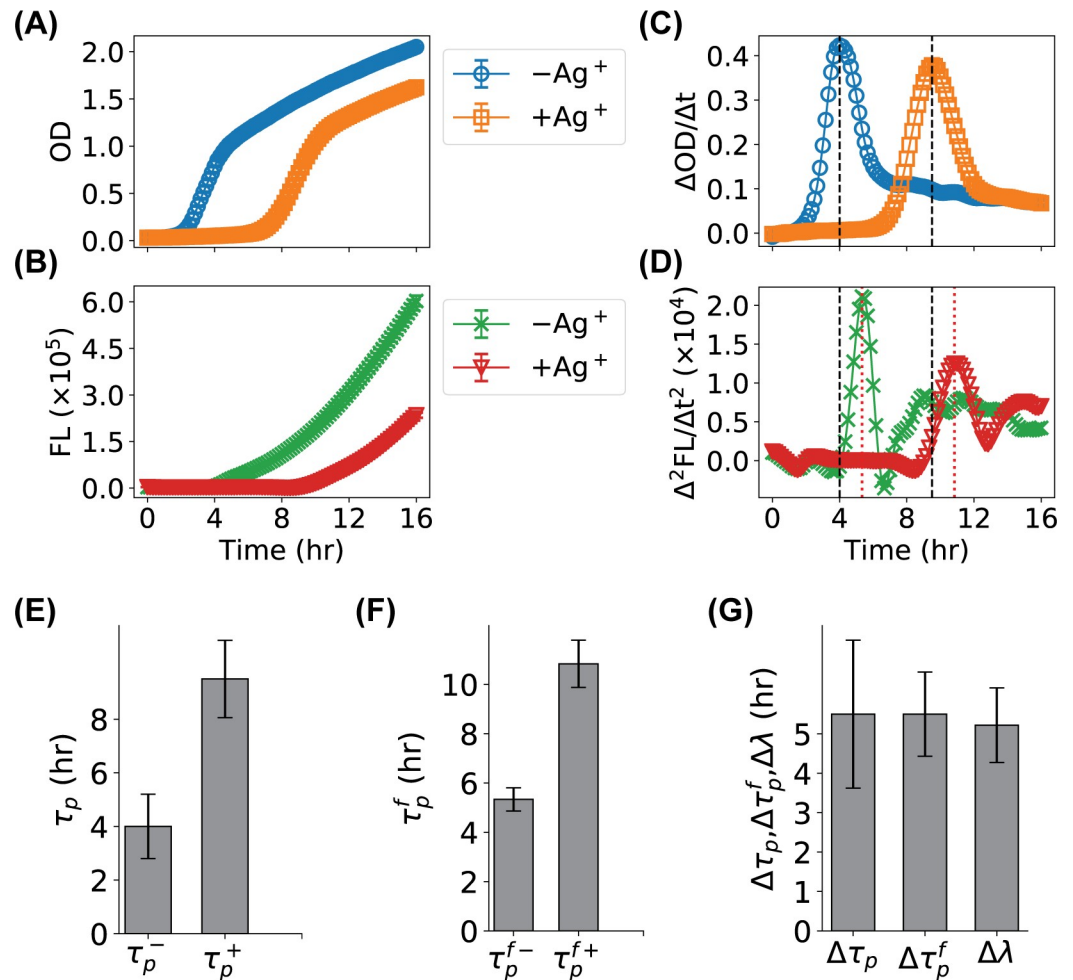 (A)
OD
2.0
1.5
1.0
0.5
0.0
−Ag⁺
+Ag⁺
(B)
FL (×10⁵)
6.0
4.5
3.0
1.5
0.0
0 4 8 12 16
Time (hr)
−Ag⁺
+Ag⁺
(C)
ΔOD/Δt
0.4
0.3
0.2
0.1
0.0
(D)
Δ²FL/Δt² (×10⁴)
2.0
1.5
1.0
0.5
0.0
0 4 8 12 16
Time (hr)
(E)
τₚ (hr)
8
6
4
2
0
τₚ⁻ τₚ⁺
(F)
τₚᶠ (hr)
10
8
6
4
2
0
τₚᶠ⁻ τₚᶠ⁺
(G)
Δτₚ,Δτₚᶠ,Δλ (hr)
5
4
3
2
1
0
Δτₚ Δτₚᶠ Δλ